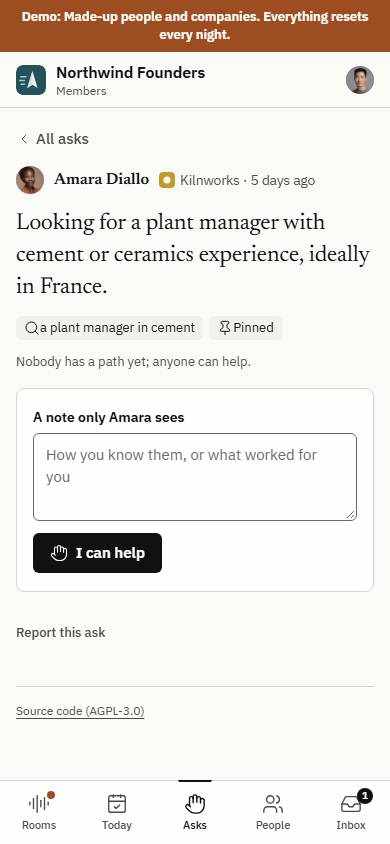 Demo: Made-up people and companies. Everything resets
every night.
Northwind Founders
Members
All asks
Amara Diallo Kilnworks · 5 days ago
Looking for a plant manager with
cement or ceramics experience, ideally
in France.
a plant manager in cement Pinned
Nobody has a path yet; anyone can help.
A note only Amara sees
How you know them, or what worked for
you
I can help
Report this ask
Source code (AGPL-3.0)
1
Rooms Today Asks People Inbox